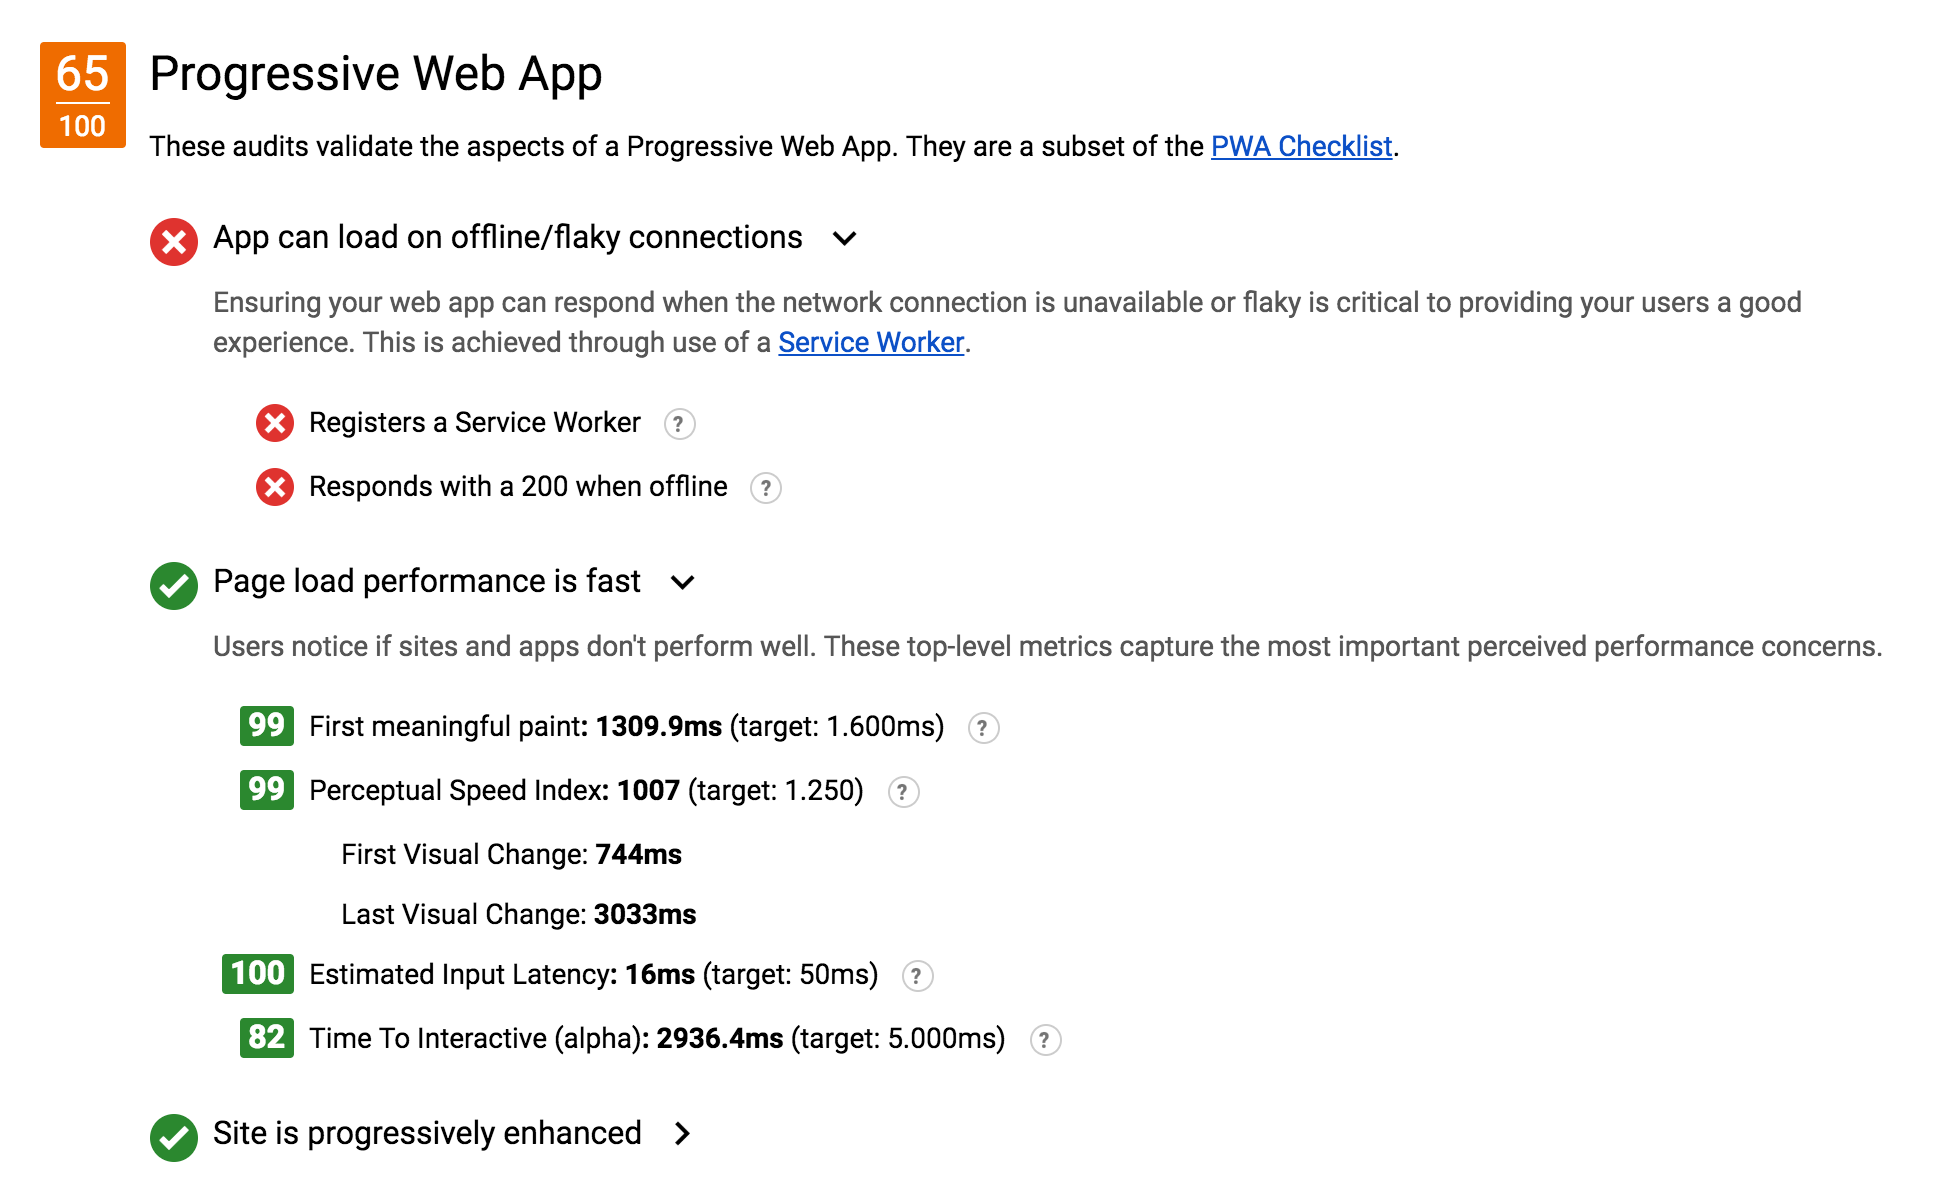 65
100
Progressive Web App
These audits validate the aspects of a Progressive Web App. They are a subset of the PWA Checklist.
App can load on offline/flaky connections
Ensuring your web app can respond when the network connection is unavailable or flaky is critical to providing your users a good
experience. This is achieved through use of a Service Worker.
Registers a Service Worker ?
Responds with a 200 when offline ?
Page load performance is fast
Users notice if sites and apps don't perform well. These top-level metrics capture the most important perceived performance concerns.
99 First meaningful paint: 1309.9ms (target: 1.600ms) ?
99 Perceptual Speed Index: 1007 (target: 1.250) ?
First Visual Change: 744ms
Last Visual Change: 3033ms
100 Estimated Input Latency: 16ms (target: 50ms) ?
82 Time To Interactive (alpha): 2936.4ms (target: 5.000ms) ?
Site is progressively enhanced